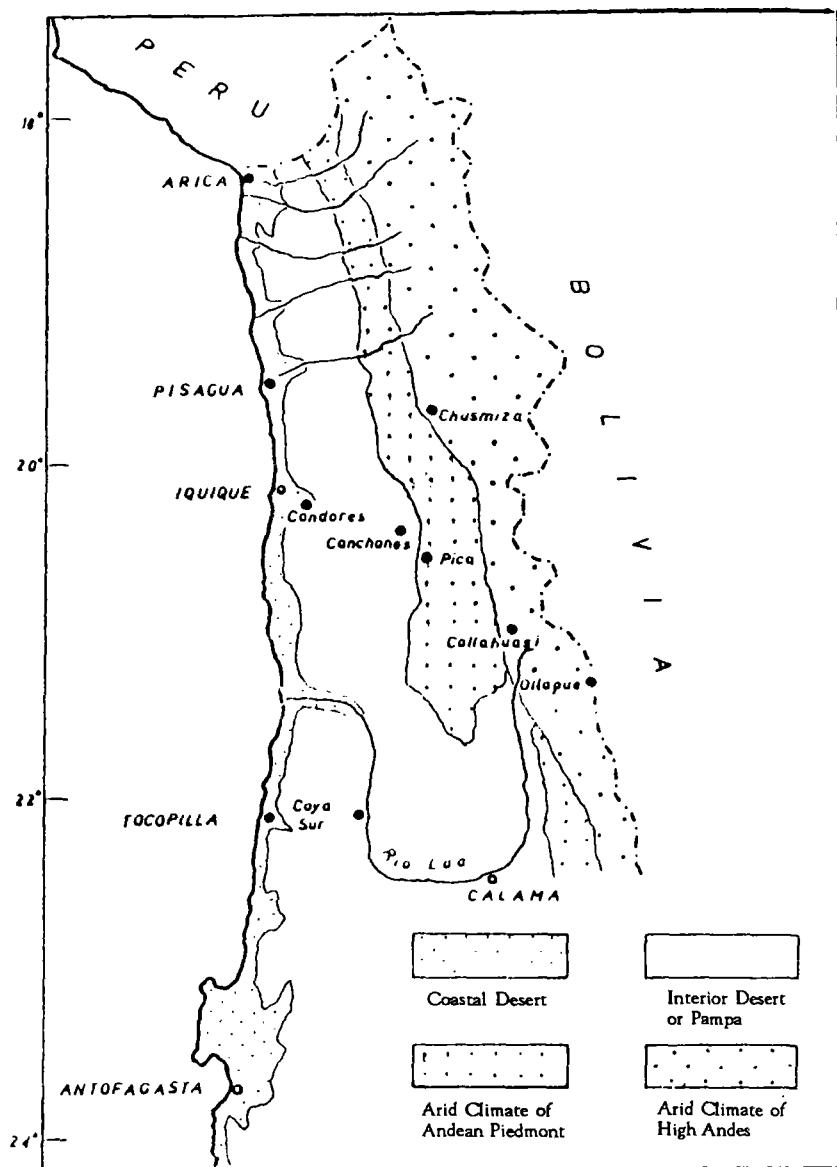 PERU
18°
ARICA
BOLIVIA
PISAGUA
Chusmiza
20°
IQUIQUE
Condores
Canchones
Pica
Collahuasi
Ollague
22°
TOCOPILLA
Coya
Sur
Rio Loa
CALAMA
Coastal Desert
Interior Desert
or Pampa
ANTOFAGASTA
Arid Climate of
Andean Piedmont
Arid Climate of
High Andes
24°